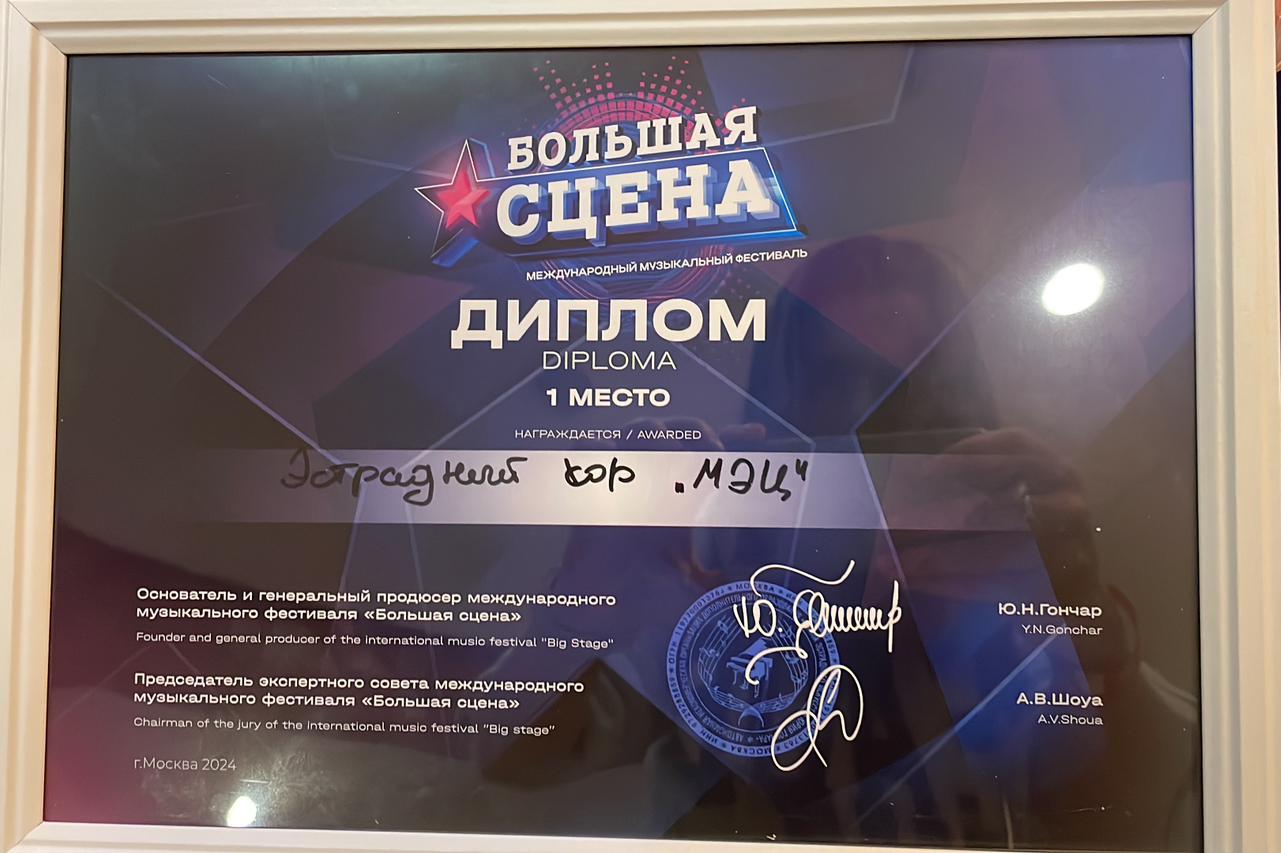 БОЛЬШАЯ
СЦЕНА
МЕЖДУНАРОДНЫЙ МУЗЫКАЛЬНЫЙ ФЕСТИВАЛЬ
ДИПЛОМ
DIPLOMA
1 МЕСТО
НАГРАЖДАЕТСЯ / AWARDED
Эстрадный хор „МЭЦ“
Основатель и генеральный продюсер международного
музыкального фестиваля «Большая сцена»
Founder and general producer of the international music festival "Big Stage"
Ю.Н.Гончар
Y.N.Gonchar
Председатель экспертного совета международного
музыкального фестиваля «Большая сцена»
Chairman of the jury of the international music festival "Big stage"
А.В.Шоуа
A.V.Shoua
г.Москва 2024